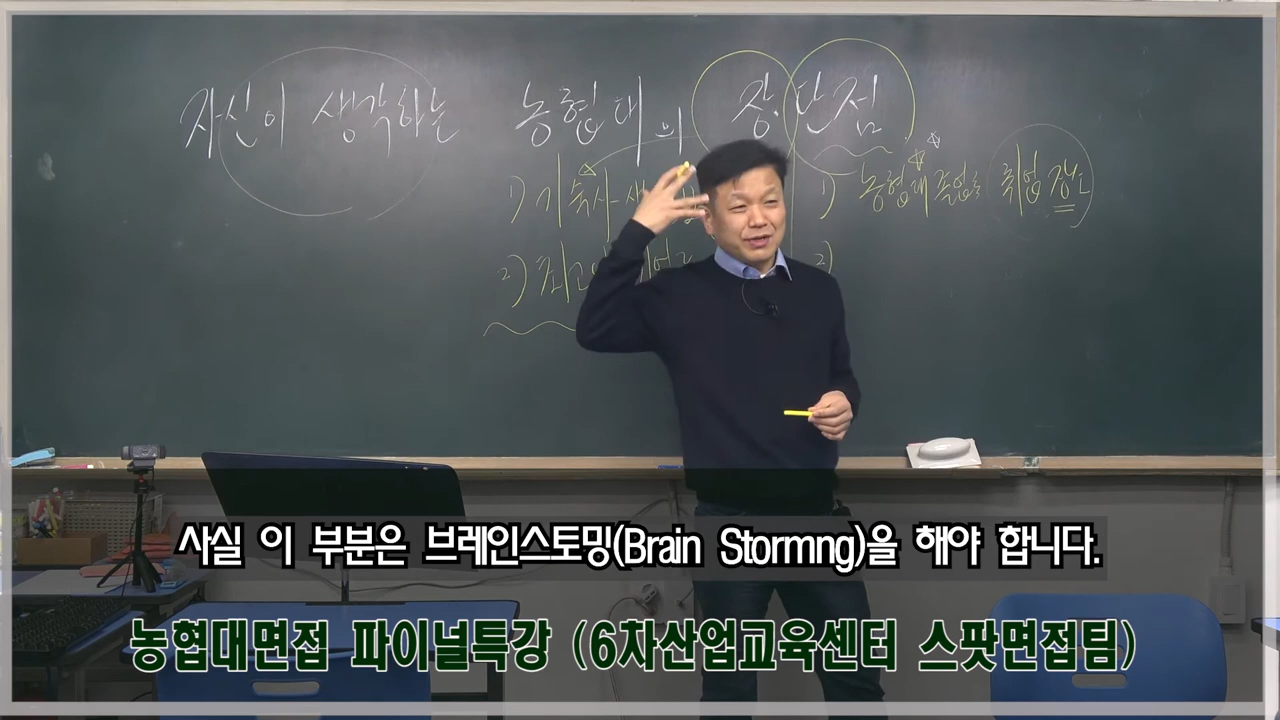 자신이 생각하는 농협대의 장.단점
1) 기숙사
1) 농협대 졸업후 취업 강요
2) 최고의
2)
사실 이 부분은 브레인스토밍(Brain Stormng)을 해야 합니다.
농협대면접 파이널특강 (6차산업교육센터 스팟면접팀)